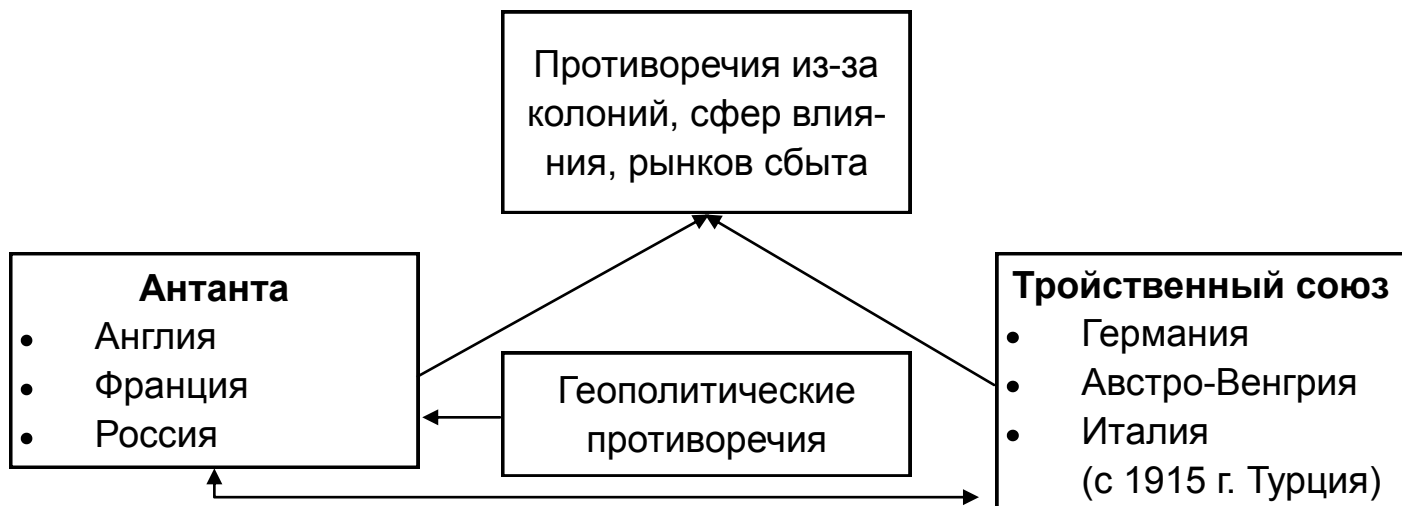 Противоречия из-за
колоний, сфер влия-
ния, рынков сбыта
Антанта
• Англия
• Франция
• Россия
Геополитические
противоречия
Тройственный союз
• Германия
• Австро-Венгрия
• Италия
(с 1915 г. Турция)